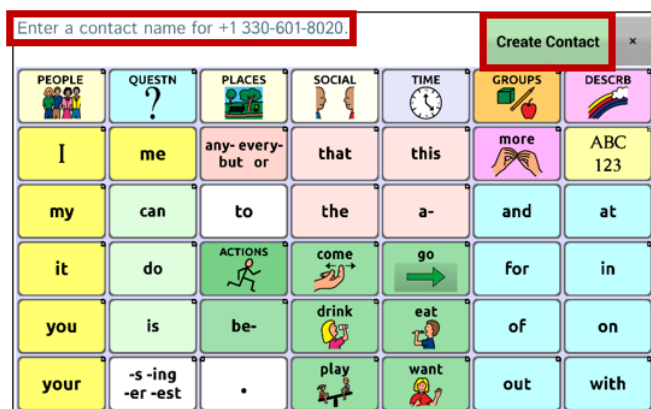 Enter a contact name for +1 330-601-8020.
Create Contact ×
PEOPLE QUESTN PLACES SOCIAL TIME GROUPS DESCRB
?
I me any- every- that this more ABC
but or 123
my can to the a- and at
it do ACTIONS come go for in
you is be- drink eat of on
your -s -ing . play want out with
-er -est